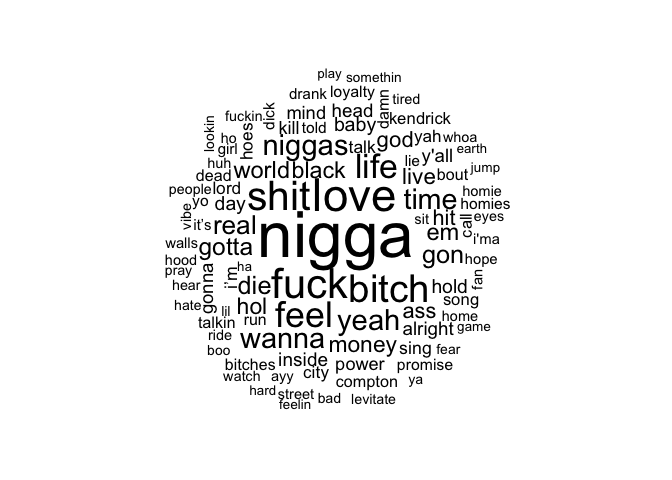 play somethin
drank loyalty damn tired
fuckin dick mind head kendrick
lookin kill told baby
ho hoes niggas talk god yah whoa
girl lie y'all earth
huh world black life live bout jump
dead
people lord shit love time homie
yo day homies
vibe it's real sit hit call eyes
walls nigga em i'ma
hood gotta gon hope
pray ha
hear gonna i'm die fuck bitch hold fan
hate ljl hol feel ass song
talkin run yeah alright home game
ride wanna money sing fear
boo
bitches inside power promise
watch ayy city compton ya
hard street bad levitate
feelin